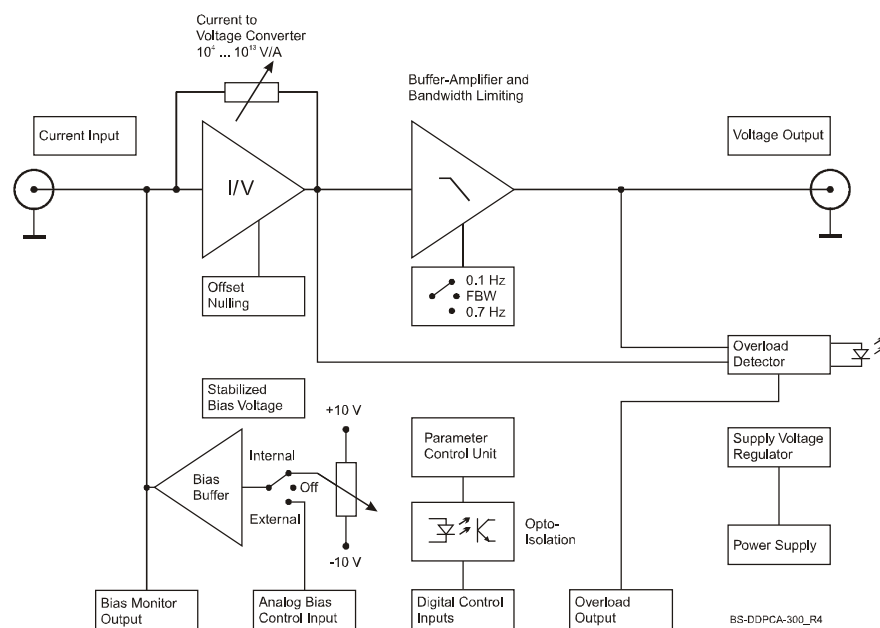 Current to
Voltage Converter
10⁴ ... 10¹³ V/A
Buffer-Amplifier and
Bandwidth Limiting
Current Input
Voltage Output
I/V
Offset
Nulling
0.1 Hz
FBW
0.7 Hz
Overload
Detector
Stabilized
Bias Voltage
+10 V
Parameter
Control Unit
Supply Voltage
Regulator
Internal
Bias
Buffer
Off
External
Opto-
Isolation
Power Supply
-10 V
Bias Monitor
Output
Analog Bias
Control Input
Digital Control
Inputs
Overload
Output
BS-DDPCA-300_R4